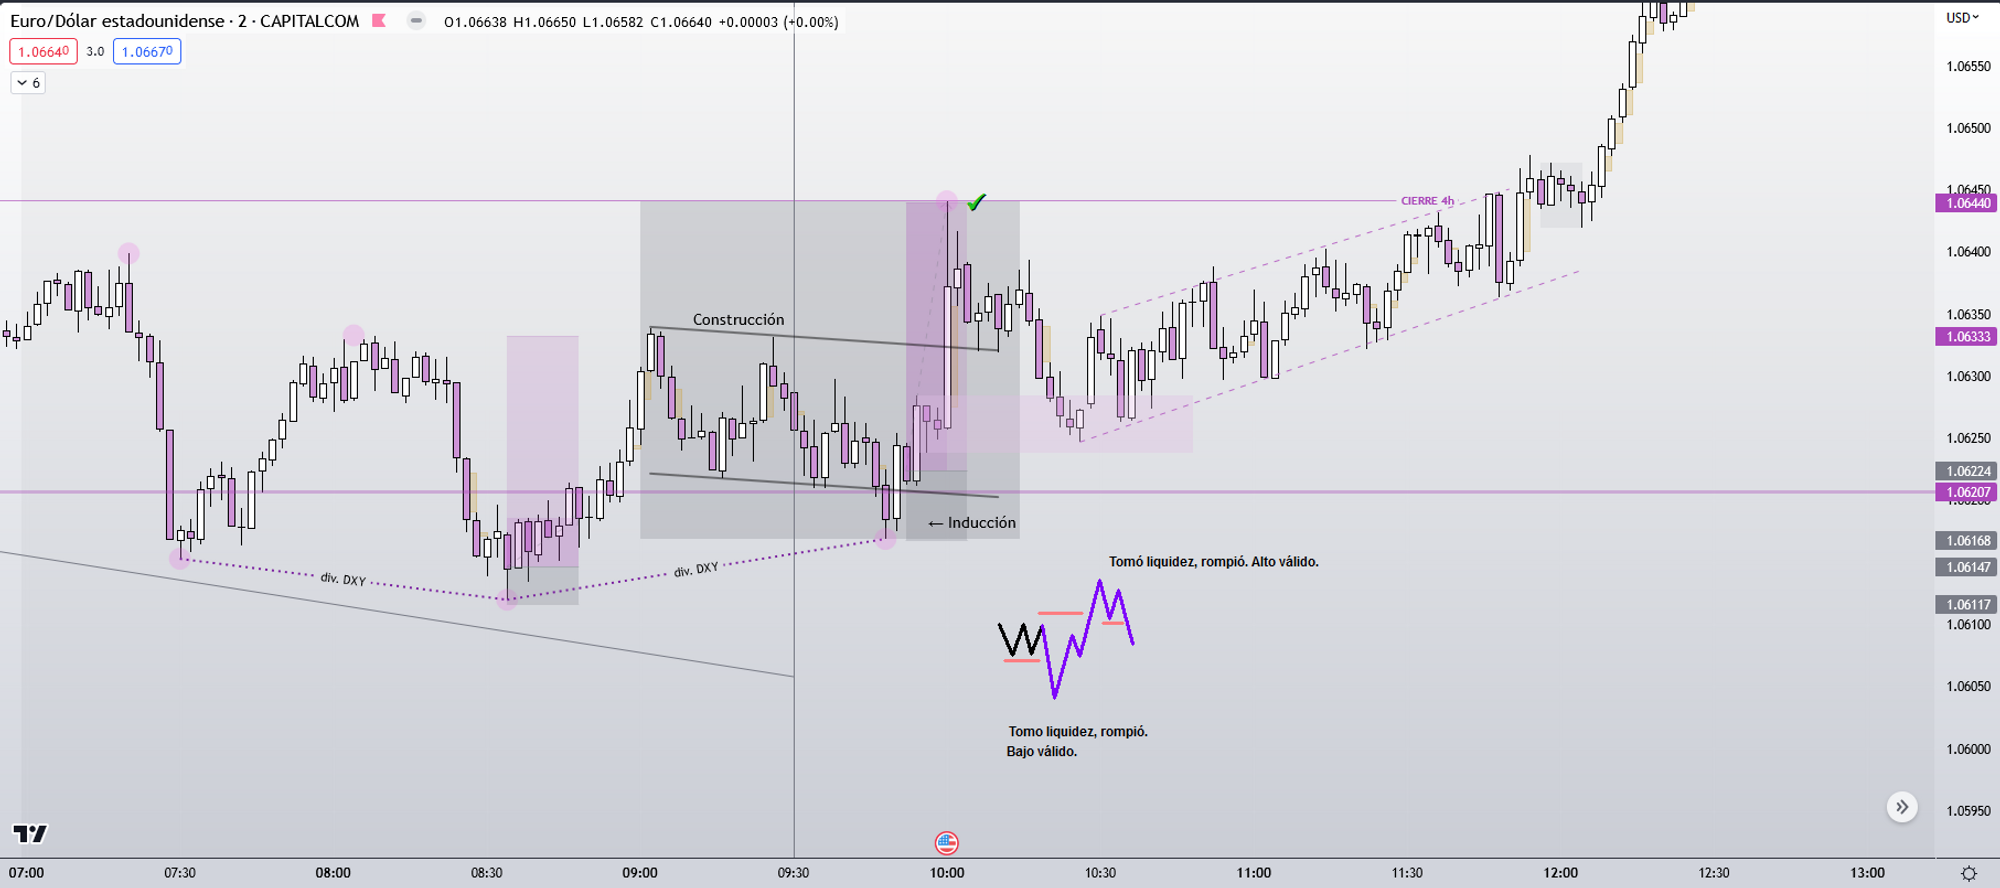 Euro/Dólar estadounidense · 2 · CAPITALCOM O1.06638 H1.06650 L1.06582 C1.06640 +0.00003 (+0.00%)
USD
1.06640 3.0 1.06670
6
1.06550
1.06500
1.06450
CIERRE 4h
1.06440
1.06400
1.06350
Construcción
1.06333
1.06300
1.06250
1.06224
1.06207
← Inducción
1.06168
Tomó liquidez, rompió. Alto válido.
1.06147
div. DXY
div. DXY
1.06117
1.06100
1.06050
Tomo liquidez, rompió.
Bajo válido.
1.06000
1.05950
07:00 07:30 08:00 08:30 09:00 09:30 10:00 10:30 11:00 11:30 12:00 12:30 13:00